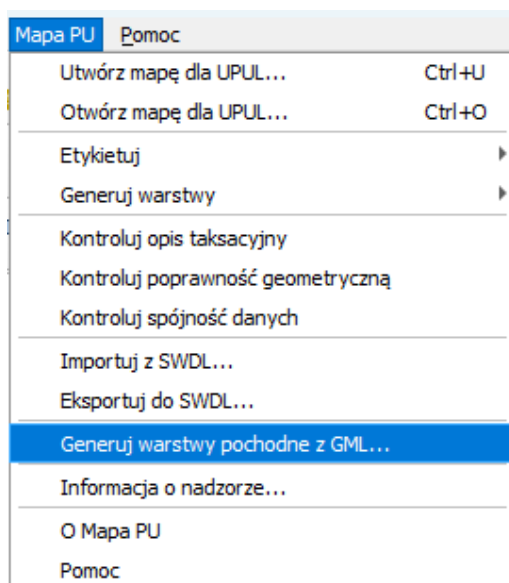 Mapa PU Pomoc
Utwórz mapę dla UPUL... Ctrl+U
Otwórz mapę dla UPUL... Ctrl+O
Etykietuj
Generuj warstwy
Kontroluj opis taksacyjny
Kontroluj poprawność geometryczną
Kontroluj spójność danych
Importuj z SWDL...
Eksportuj do SWDL...
Generuj warstwy pochodne z GML...
Informacja o nadzorze...
O Mapa PU
Pomoc